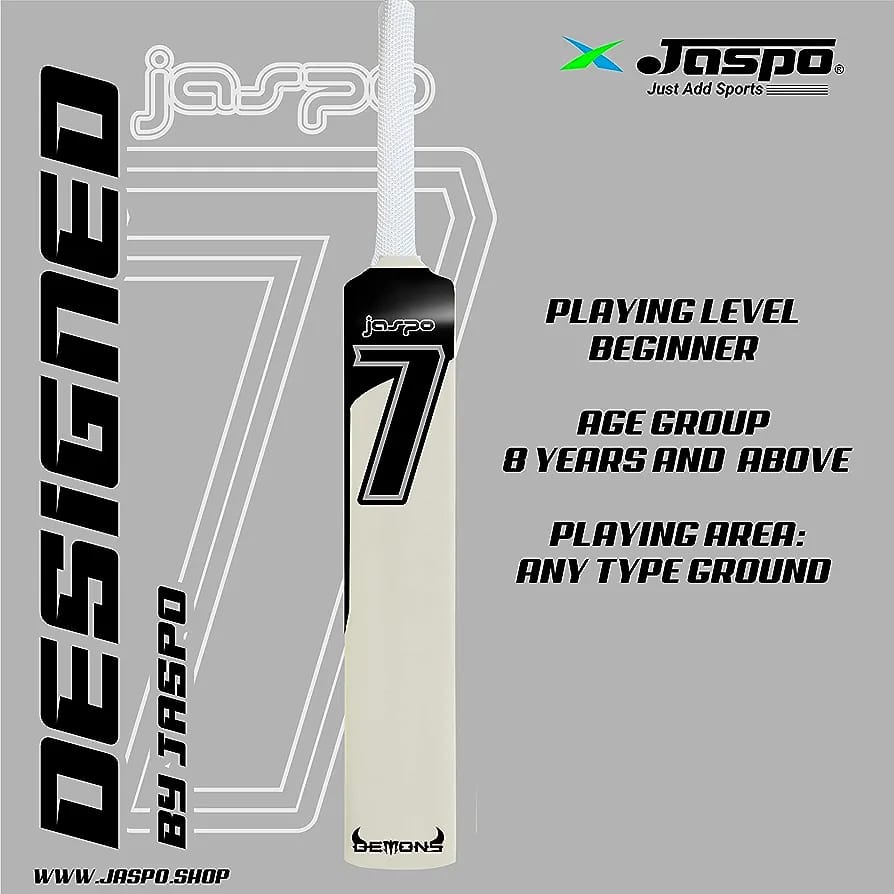 DESIGNED
BY JASPO
jaspo
7
Jaspo®
Just Add Sports
jaspo
7
DEMONS
PLAYING LEVEL
BEGINNER
AGE GROUP
8 YEARS AND ABOVE
PLAYING AREA:
ANY TYPE GROUND
WWW.JASPO.SHOP